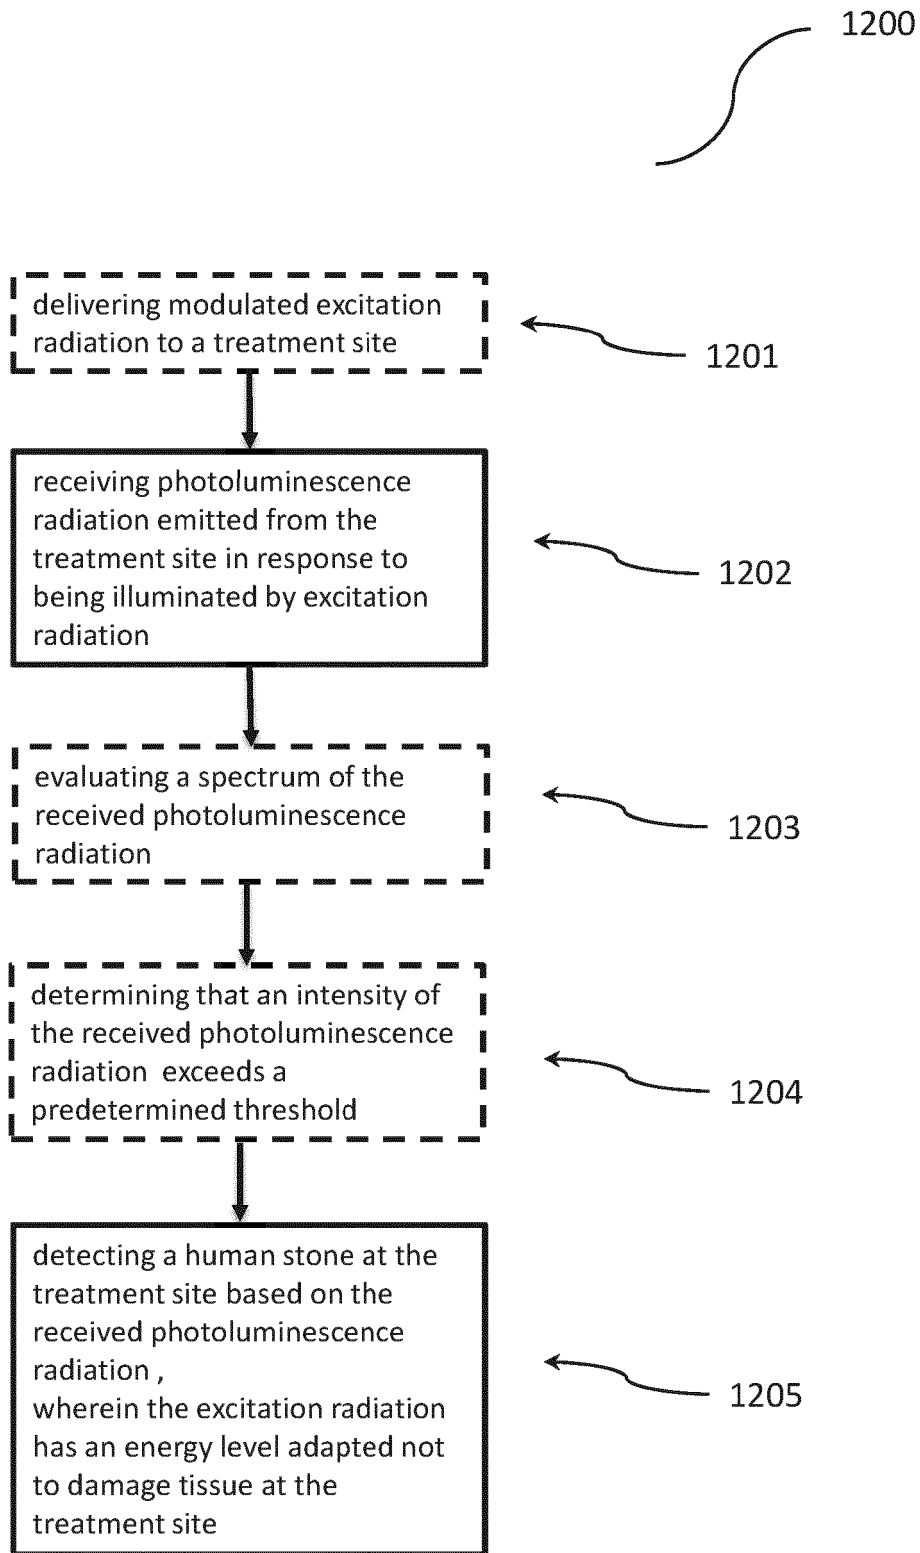 1200
delivering modulated excitation
radiation to a treatment site
1201
receiving photoluminescence
radiation emitted from the
treatment site in response to
being illuminated by excitation
radiation
1202
evaluating a spectrum of the
received photoluminescence
radiation
1203
determining that an intensity of
the received photoluminescence
radiation exceeds a
predetermined threshold
1204
detecting a human stone at the
treatment site based on the
received photoluminescence
radiation ,
wherein the excitation radiation
has an energy level adapted not
to damage tissue at the
treatment site
1205